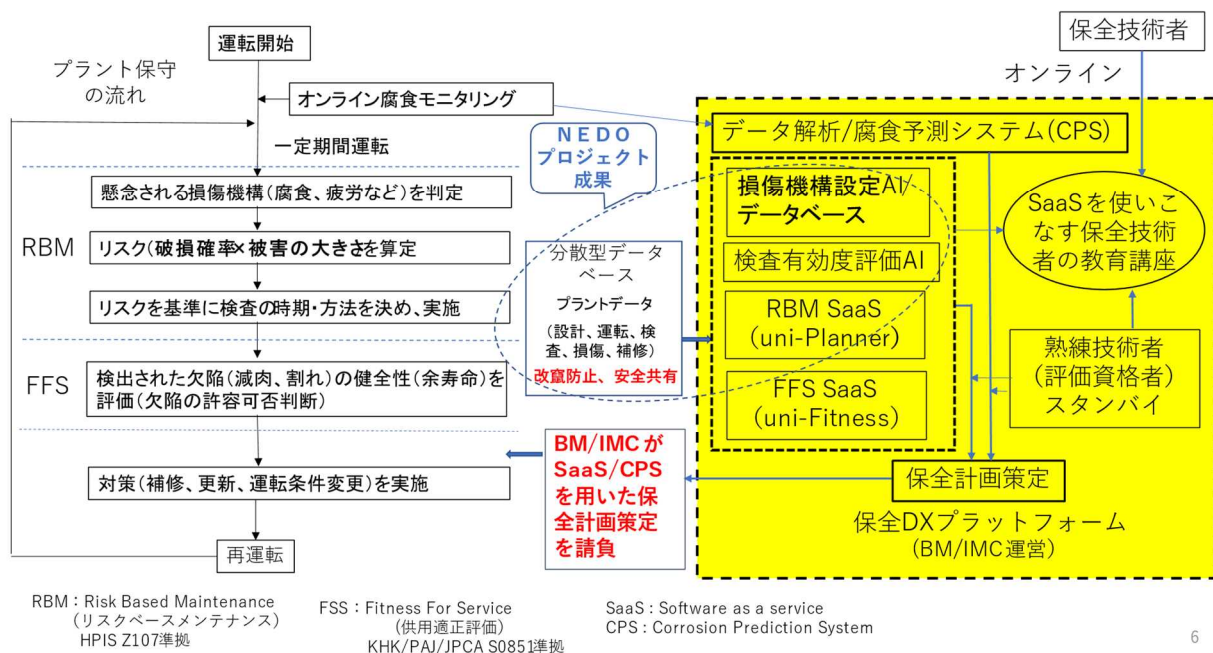 運転開始
プラント保守
の流れ
オンライン腐食モニタリング
一定期間運転
懸念される損傷機構(腐食、疲労など)を判定
RBM
リスク(破損確率×被害の大きさ)を算定
リスクを基準に検査の時期・方法を決め、実施
FFS
検出された欠陥(減肉、割れ)の健全性(余寿命)を
評価(欠陥の許容可否判断)
対策(補修、更新、運転条件変更)を実施
再運転
NEDO
プロジェクト
成果
分散型データ
ベース
プラントデータ
(設計、運転、検
査、損傷、補修)
改竄防止、安全共有
BM/IMCが
SaaS/CPS
を用いた保
全計画策定
を請負
保全技術者
オンライン
データ解析/腐食予測システム(CPS)
損傷機構設定AI/
データベース
検査有効度評価AI
RBM SaaS
(uni-Planner)
FFS SaaS
(uni-Fitness)
SaaSを使いこ
なす保全技術
者の教育講座
熟練技術者
(評価資格者)
スタンバイ
保全計画策定
保全DXプラットフォーム
(BM/IMC運営)
RBM:Risk Based Maintenance
(リスクベースメンテナンス)
HPIS Z107準拠
FSS:Fitness For Service
(供用適正評価)
KHK/PAJ/JPCA S0851準拠
SaaS : Software as a service
CPS : Corrosion Prediction System
6